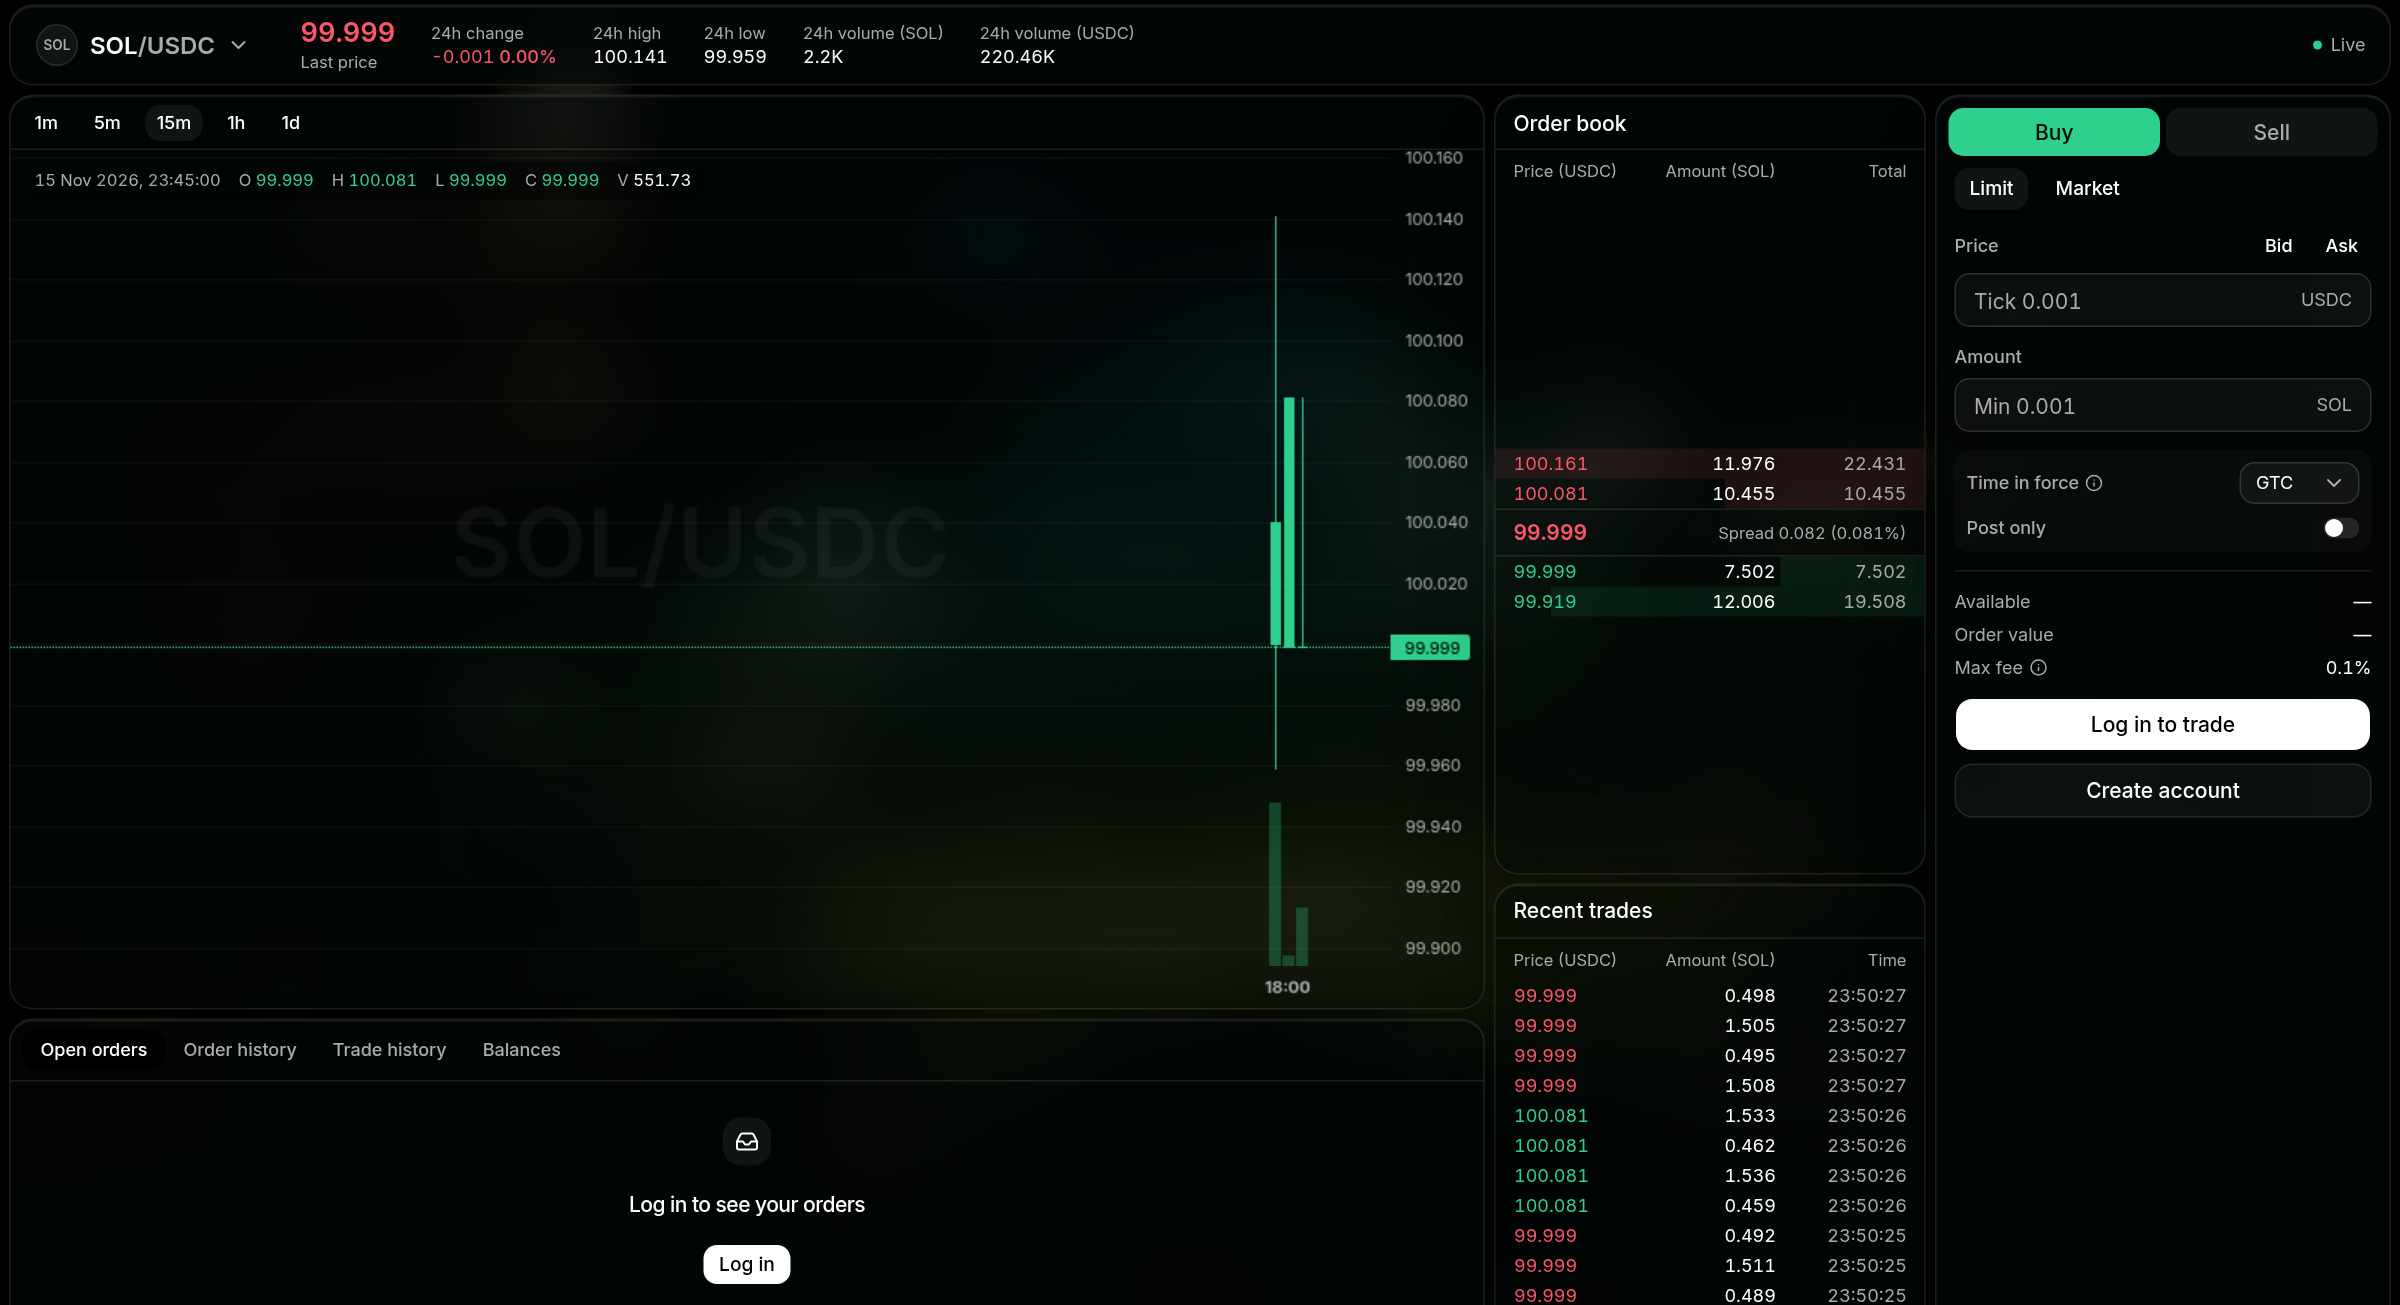 SOL SOL/USDC
99.999
Last price
24h change
-0.001 0.00%
24h high
100.141
24h low
99.959
24h volume (SOL)
2.2K
24h volume (USDC)
220.46K
Live
1m 5m 15m 1h 1d
15 Nov 2026, 23:45:00 O 99.999 H 100.081 L 99.999 C 99.999 V 551.73
SOL/USDC
100.160
100.140
100.120
100.100
100.080
100.060
100.040
100.020
99.999
99.980
99.960
99.940
99.920
99.900
18:00
Open orders Order history Trade history Balances
Log in to see your orders
Log in
Order book
Price (USDC) Amount (SOL) Total
100.161 11.976 22.431
100.081 10.455 10.455
99.999 Spread 0.082 (0.081%)
99.999 7.502 7.502
99.919 12.006 19.508
Recent trades
Price (USDC) Amount (SOL) Time
99.999 0.498 23:50:27
99.999 1.505 23:50:27
99.999 0.495 23:50:27
99.999 1.508 23:50:27
100.081 1.533 23:50:26
100.081 0.462 23:50:26
100.081 1.536 23:50:26
100.081 0.459 23:50:26
99.999 0.492 23:50:25
99.999 1.511 23:50:25
99.999 0.489 23:50:25
Buy Sell
Limit Market
Price Bid Ask
Tick 0.001 USDC
Amount
Min 0.001 SOL
Time in force GTC
Post only
Available —
Order value —
Max fee 0.1%
Log in to trade
Create account